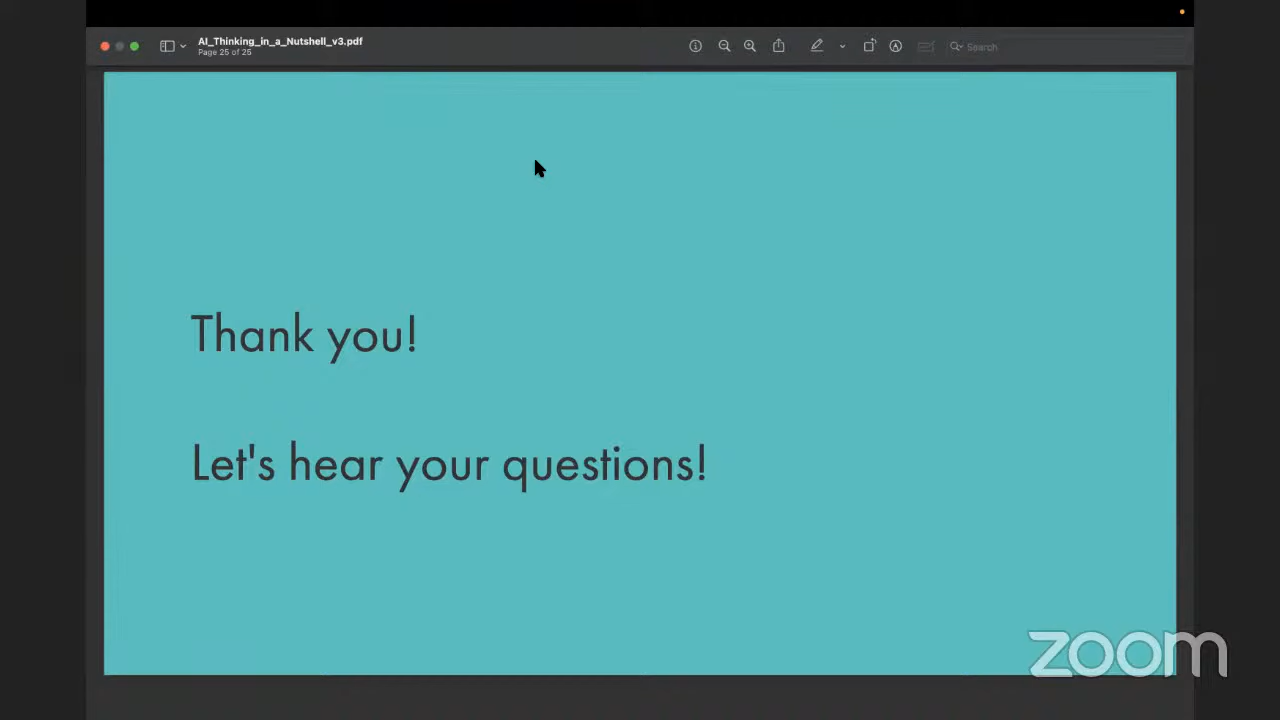 AI_Thinking_in_a_Nutshell_v3.pdf
Page 25 of 25
Search
Thank you!
Let's hear your questions!
zoom